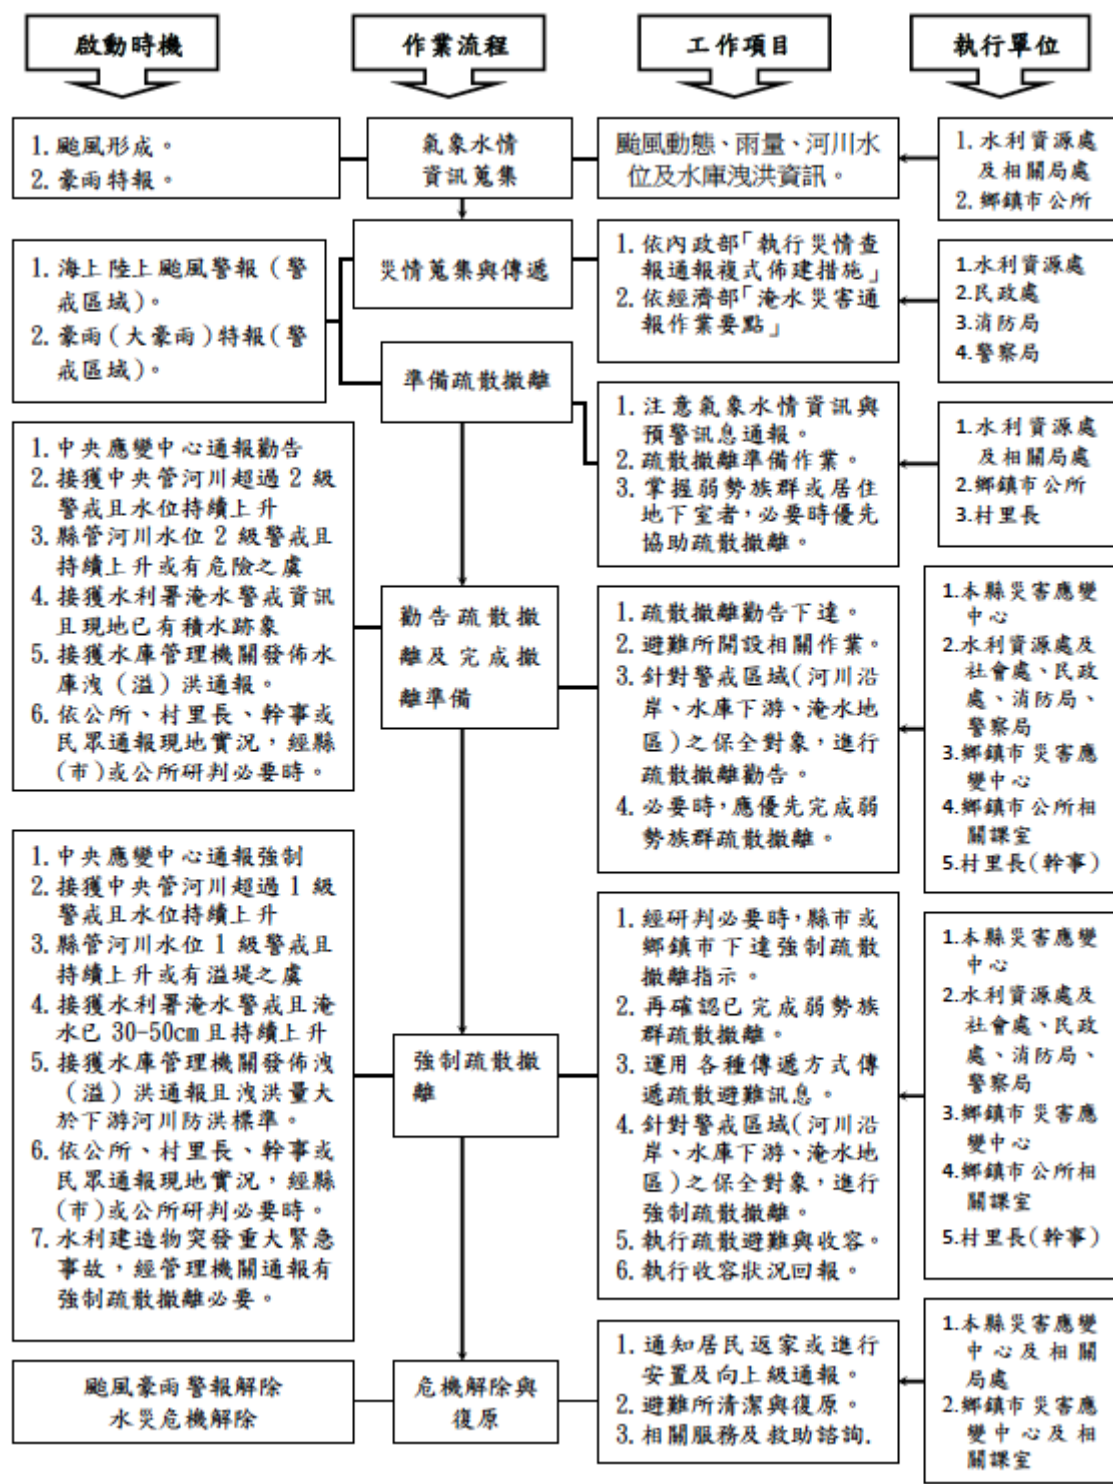 啟動時機
作業流程
工作項目
執行單位
1. 颱風形成。
2. 豪雨特報。
氣象水情
資訊蒐集
颱風動態、雨量、河川水
位及水庫洩洪資訊。
1. 水利資源處
及相關局處
2. 鄉鎮市公所
1. 海上陸上颱風警報(警
戒區域)。
2. 豪雨(大豪雨)特報(警
戒區域)。
災情蒐集與傳遞
1. 依內政部「執行災情查
報通報複式佈建措施」
2. 依經濟部「淹水災害通
報作業要點」
1.水利資源處
2.民政處
3.消防局
4.警察局
準備疏散撤離
1. 注意氣象水情資訊與
預警訊息通報。
2. 疏散撤離準備作業。
3. 掌握弱勢族群或居住
地下室者,必要時優先
協助疏散撤離。
1.水利資源處
及相關局處
2.鄉鎮市公所
3.村里長
1. 中央應變中心通報勸告
2. 接獲中央管河川超過 2 級
警戒且水位持續上升
3. 縣管河川水位 2 級警戒且
持續上升或有危險之虞
4. 接獲水利署淹水警戒資訊
且現地已有積水跡象
5. 接獲水庫管理機關發佈水
庫洩(溢)洪通報。
6. 依公所、村里長、幹事或
民眾通報現地實況,經縣
(市)或公所研判必要時。
勸告疏散撤
離及完成撤
離準備
1. 疏散撤離勸告下達。
2. 避難所開設相關作業。
3. 針對警戒區域(河川沿
岸、水庫下游、淹水地
區)之保全對象,進行
疏散撤離勸告。
4. 必要時,應優先完成弱
勢族群疏散撤離。
1.本縣災害應變
中心
2.水利資源處及
社會處、民政
處、消防局、
警察局
3.鄉鎮市災害應
變中心
4.鄉鎮市公所相
關課室
5.村里長(幹事)
1. 中央應變中心通報強制
2. 接獲中央管河川超過 1 級
警戒且水位持續上升
3. 縣管河川水位 1 級警戒且
持續上升或有溢堤之虞
4. 接獲水利署淹水警戒且淹
水已 30-50cm 且持續上升
5. 接獲水庫管理機關發佈洩
(溢)洪通報且洩洪量大
於下游河川防洪標準。
6. 依公所、村里長、幹事或
民眾通報現地實況,經縣
(市)或公所研判必要時。
7. 水利建造物突發重大緊急
事故,經管理機關通報有
強制疏散撤離必要。
強制疏散撤
離
1. 經研判必要時,縣市或
鄉鎮市下達強制疏散
撤離指示。
2. 再確認已完成弱勢族
群疏散撤離。
3. 運用各種傳遞方式傳
遞疏散避難訊息。
4. 針對警戒區域(河川沿
岸、水庫下游、淹水地
區)之保全對象,進行
強制疏散撤離。
5. 執行疏散避難與收容。
6. 執行收容狀況回報。
1.本縣災害應變
中心
2.水利資源處及
社會處、民政
處、消防局、
警察局
3.鄉鎮市災害應
變中心
4.鄉鎮市公所相
關課室
5.村里長(幹事)
颱風豪雨警報解除
水災危機解除
危機解除與
復原
1. 通知居民返家或進行
安置及向上級通報。
2. 避難所清潔與復原。
3. 相關服務及救助諮詢.
1.本縣災害應變
中心及相關
局處
2.鄉鎮市災害應
變中心及相
關課室